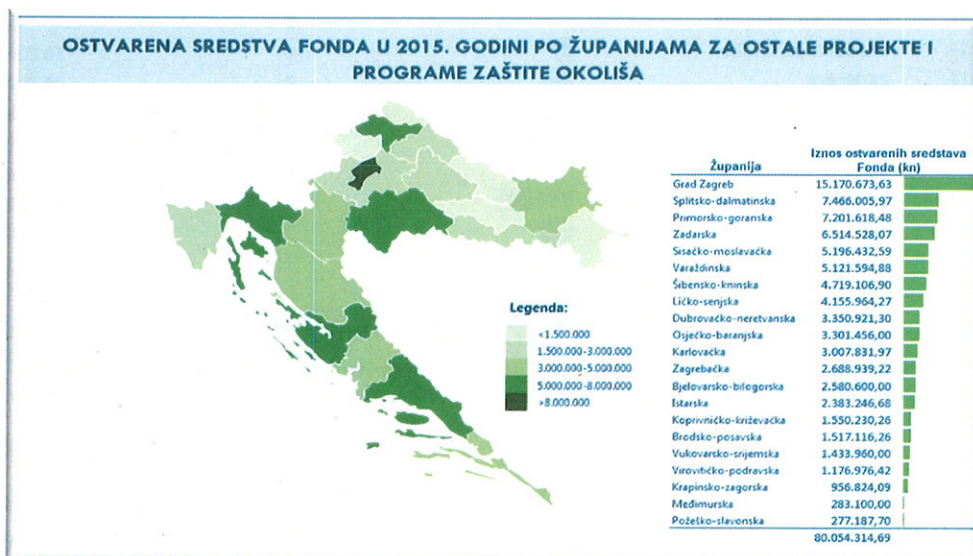 OSTVARENA SREDSTVA FONDA U 2015. GODINI PO ŽUPANIJAMA ZA OSTALE PROJEKTE I
PROGRAME ZAŠTITE OKOLIŠA
Županija Iznos ostvarenih sredstava Fonda (kn)
Grad Zagreb 15.170.673,63
Splitsko-dalmatinska 7.466.005,97
Primorsko-goranska 7.201.618,48
Zadarska 6.514.528,07
Sisačko-moslavačka 5.196.432,59
Varaždinska 5.121.594,88
Šibensko-kninska 4.719.106,90
Ličko-senjska 4.155.964,27
Dubrovačko-neretvanska 3.350.921,30
Osječko-baranjska 3.301.456,00
Karlovačka 3.007.831,97
Zagrebačka 2.688.939,22
Bjelovarsko-bilogorska 2.580.600,00
Istarska 2.383.246,68
Koprivničko-križevačka 1.550.230,26
Brodsko-posavska 1.517.116,26
Vukovarsko-srijemska 1.433.960,00
Virovitičko-podravska 1.176.976,42
Krapinsko-zagorska 956.824,09
Međimurska 283.100,00
Požeško-slavonska 277.187,70
80.054.314,69
Legenda:
<1.500.000
1.500.000-3.000.000
3.000.000-5.000.000
5.000.000-8.000.000
>8.000.000